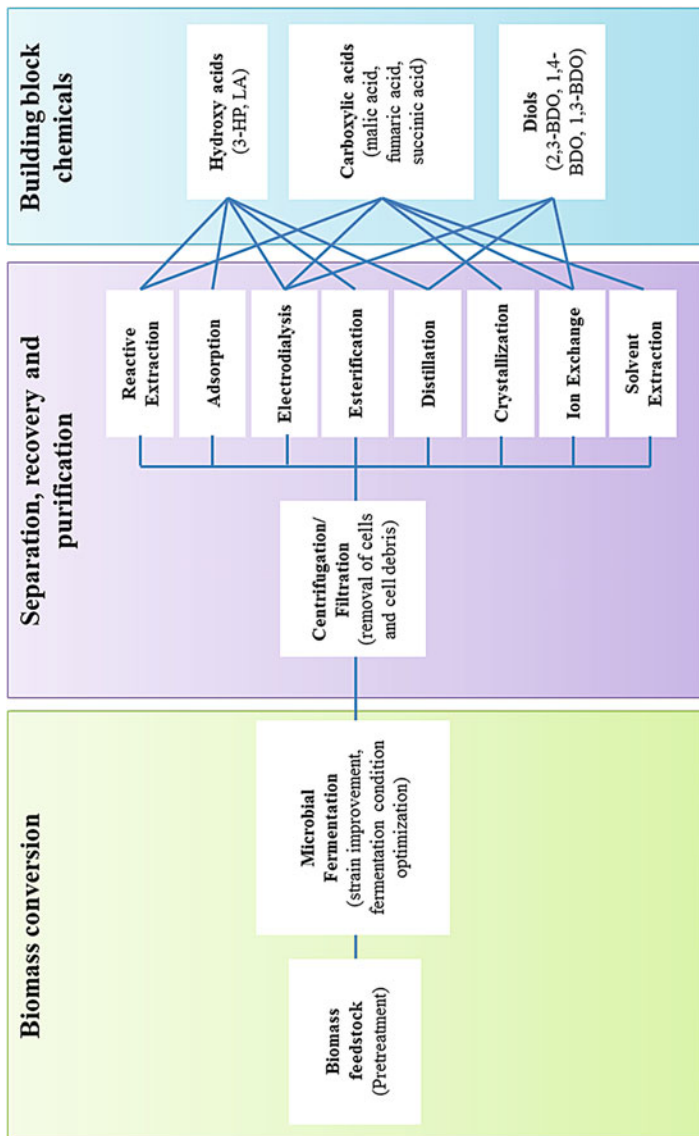 Biomass conversion
Biomass
feedstock
(Pretreatment)
Microbial
Fermentation
(strain improvement,
fermentation condition
optimization)
Separation, recovery and
purification
Centrifugation/
Filtration
(removal of cells
and cell debris)
Reactive
Extraction
Adsorption
Electrodialysis
Esterification
Distillation
Crystallization
Ion Exchange
Solvent
Extraction
Building block
chemicals
Hydroxy acids
(3-HP, LA)
Carboxylic acids
(malic acid,
fumaric acid,
succinic acid)
Diols
(2,3-BDO, 1,4-
BDO, 1,3-BDO)